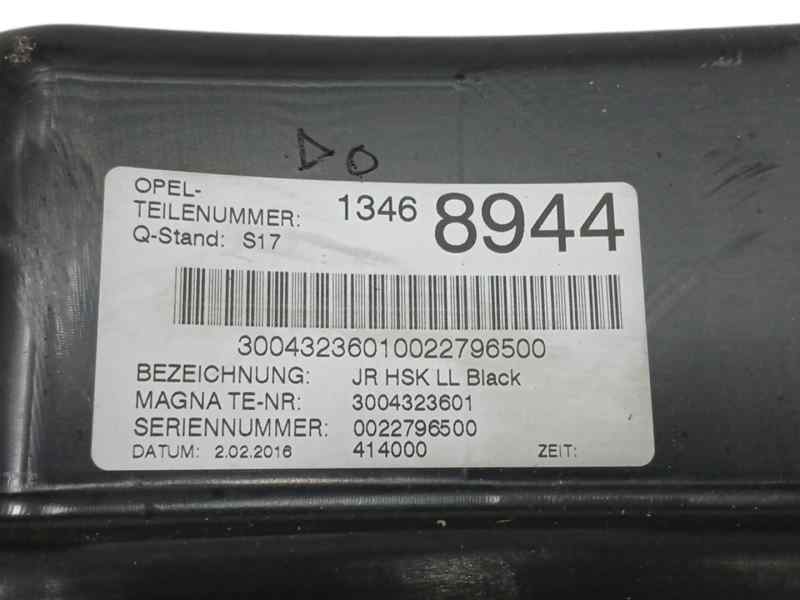 DO
OPEL-
TEILENUMMER: 1346 8944
Q-Stand: S17
30043236010022796500
BEZEICHNUNG: JR HSK LL Black
MAGNA TE-NR: 3004323601
SERIENNUMMER: 0022796500
DATUM: 2.02.2016 414000 ZEIT: